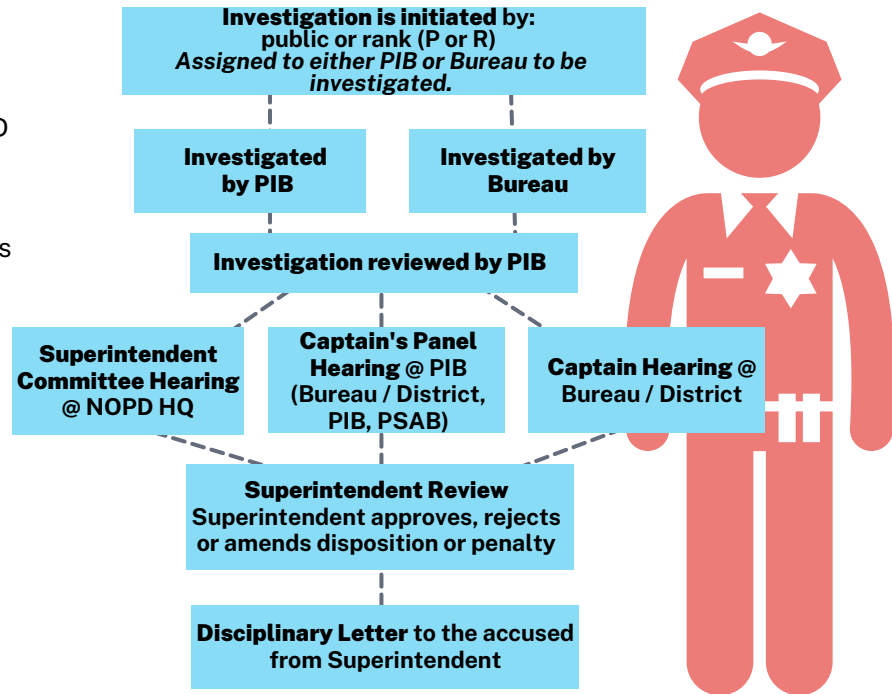 Investigation is initiated by:
public or rank (P or R)
Assigned to either PIB or Bureau to be
investigated.
Investigated
by PIB
Investigated by
Bureau
Investigation reviewed by PIB
Superintendent
Committee Hearing
@ NOPD HQ
Captain's Panel
Hearing @ PIB
(Bureau / District,
PIB, PSAB)
Captain Hearing @
Bureau / District
Superintendent Review
Superintendent approves, rejects
or amends disposition or penalty
Disciplinary Letter to the accused
from Superintendent